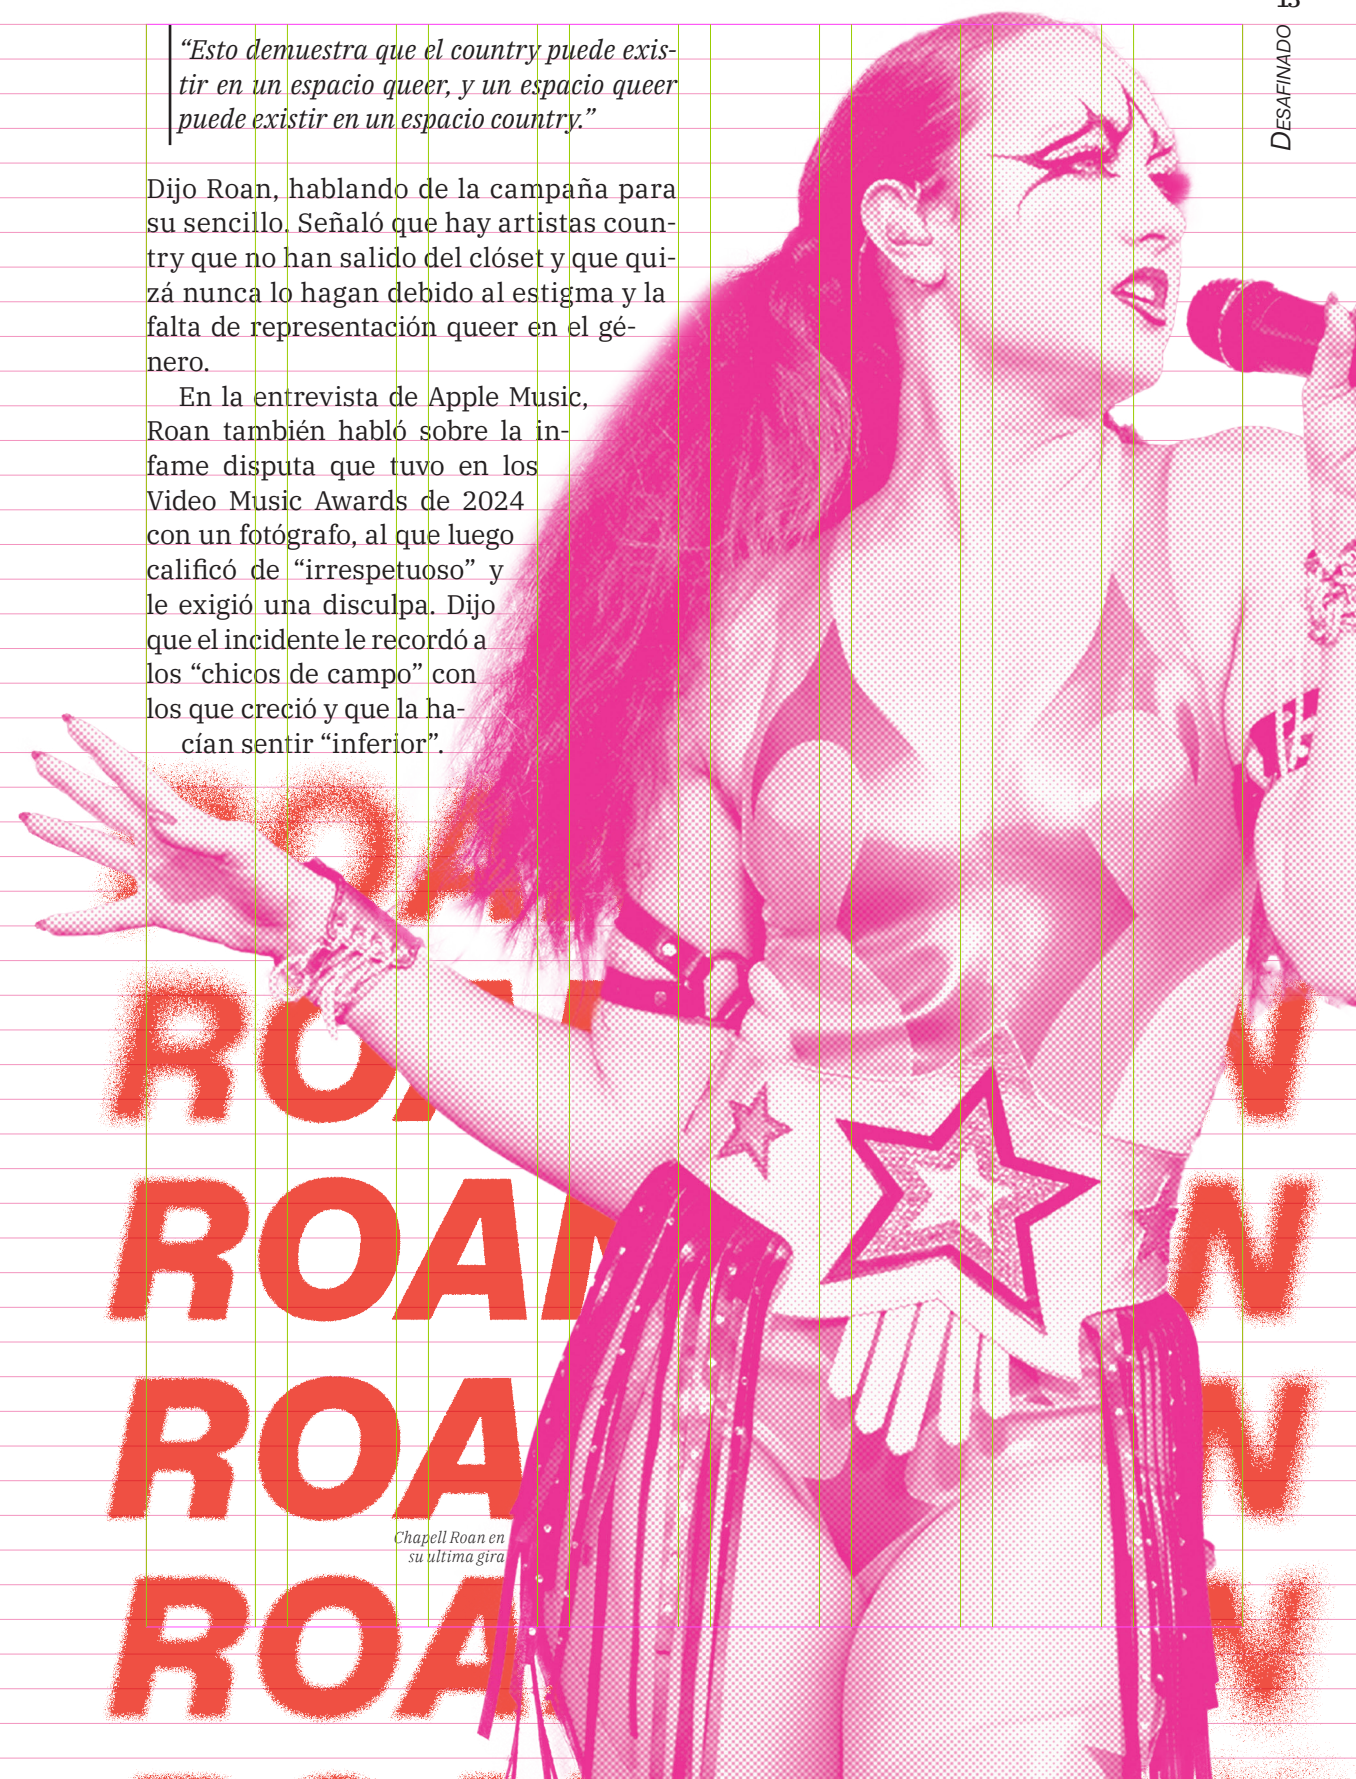 13
DESAFINADO
“Esto demuestra que el country puede exis-
tir en un espacio queer, y un espacio queer
puede existir en un espacio country.”
Dijo Roan, hablando de la campaña para
su sencillo. Señaló que hay artistas coun-
try que no han salido del clóset y que qui-
zá nunca lo hagan debido al estigma y la
falta de representación queer en el gé-
nero.
En la entrevista de Apple Music,
Roan también habló sobre la in-
fame disputa que tuvo en los
Video Music Awards de 2024
con un fotógrafo, al que luego
calificó de “irrespetuoso” y
le exigió una disculpa. Dijo
que el incidente le recordó a
los “chicos de campo” con
los que creció y que la ha-
cían sentir “inferior”.
ROA
ROA N
ROAN N
ROA N
Chapell Roan en
su ultima gira
ROA N